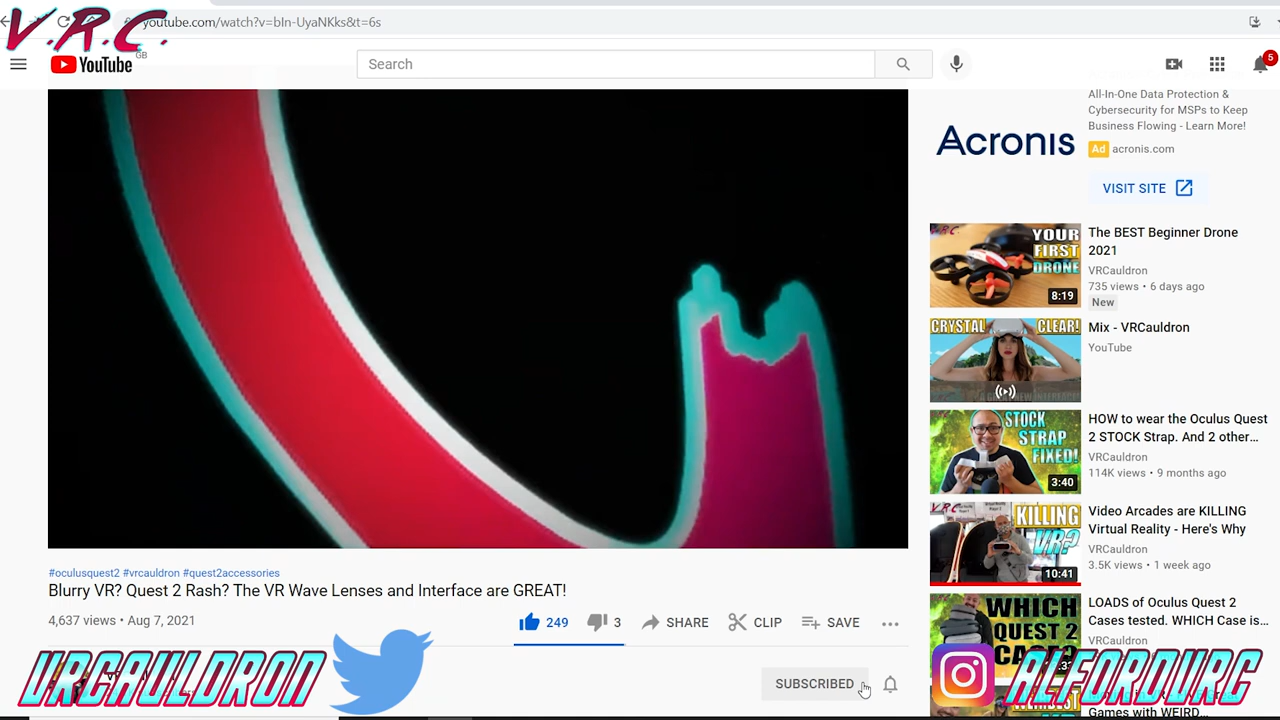 V.R.C.
youtube.com/watch?v=bIn-UyaNKks&t=6s
YouTube
GB
Search
5
All-In-One Data Protection &
Cybersecurity for MSPs to Keep
Business Flowing - Learn More!
Ad acronis.com
Acronis
VISIT SITE
YOUR
FIRST
DRONE
8:19
The BEST Beginner Drone
2021
VRCauldron
735 views • 6 days ago
New
CRYSTAL CLEAR!
Mix - VRCauldron
YouTube
STOCK
STRAP
FIXED!
3:40
HOW to wear the Oculus Quest
2 STOCK Strap. And 2 other...
VRCauldron
114K views • 9 months ago
V.R.C.
KILLING
VR?
10:41
Video Arcades are KILLING
Virtual Reality - Here's Why
VRCauldron
3.5K views • 1 week ago
WHICH
QUEST 2
LOADS of Oculus Quest 2
Cases tested. WHICH Case is...
VRCauldron
#oculusquest2 #vrcauldron #quest2accessories
Blurry VR? Quest 2 Rash? The VR Wave Lenses and Interface are GREAT!
4,637 views • Aug 7, 2021
249
3
SHARE
CLIP
SAVE
SUBSCRIBED
VRCAULDRON
ALFORDVRC
Games with WEIRD...